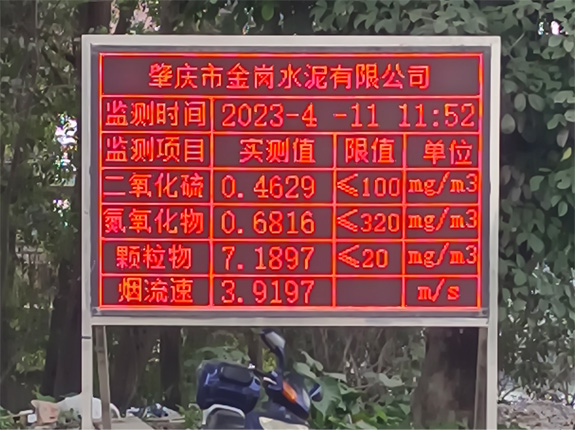 肇庆市金岗水泥有限公司
监测时间 2023-4 -11 11:52
监测项目 实测值 限值 单位
二氧化硫 0.4629 ≤100 mg/m3
氮氧化物 0.6816 ≤320 mg/m3
颗粒物 7.1897 ≤20 mg/m3
烟流速 3.9197 m/s